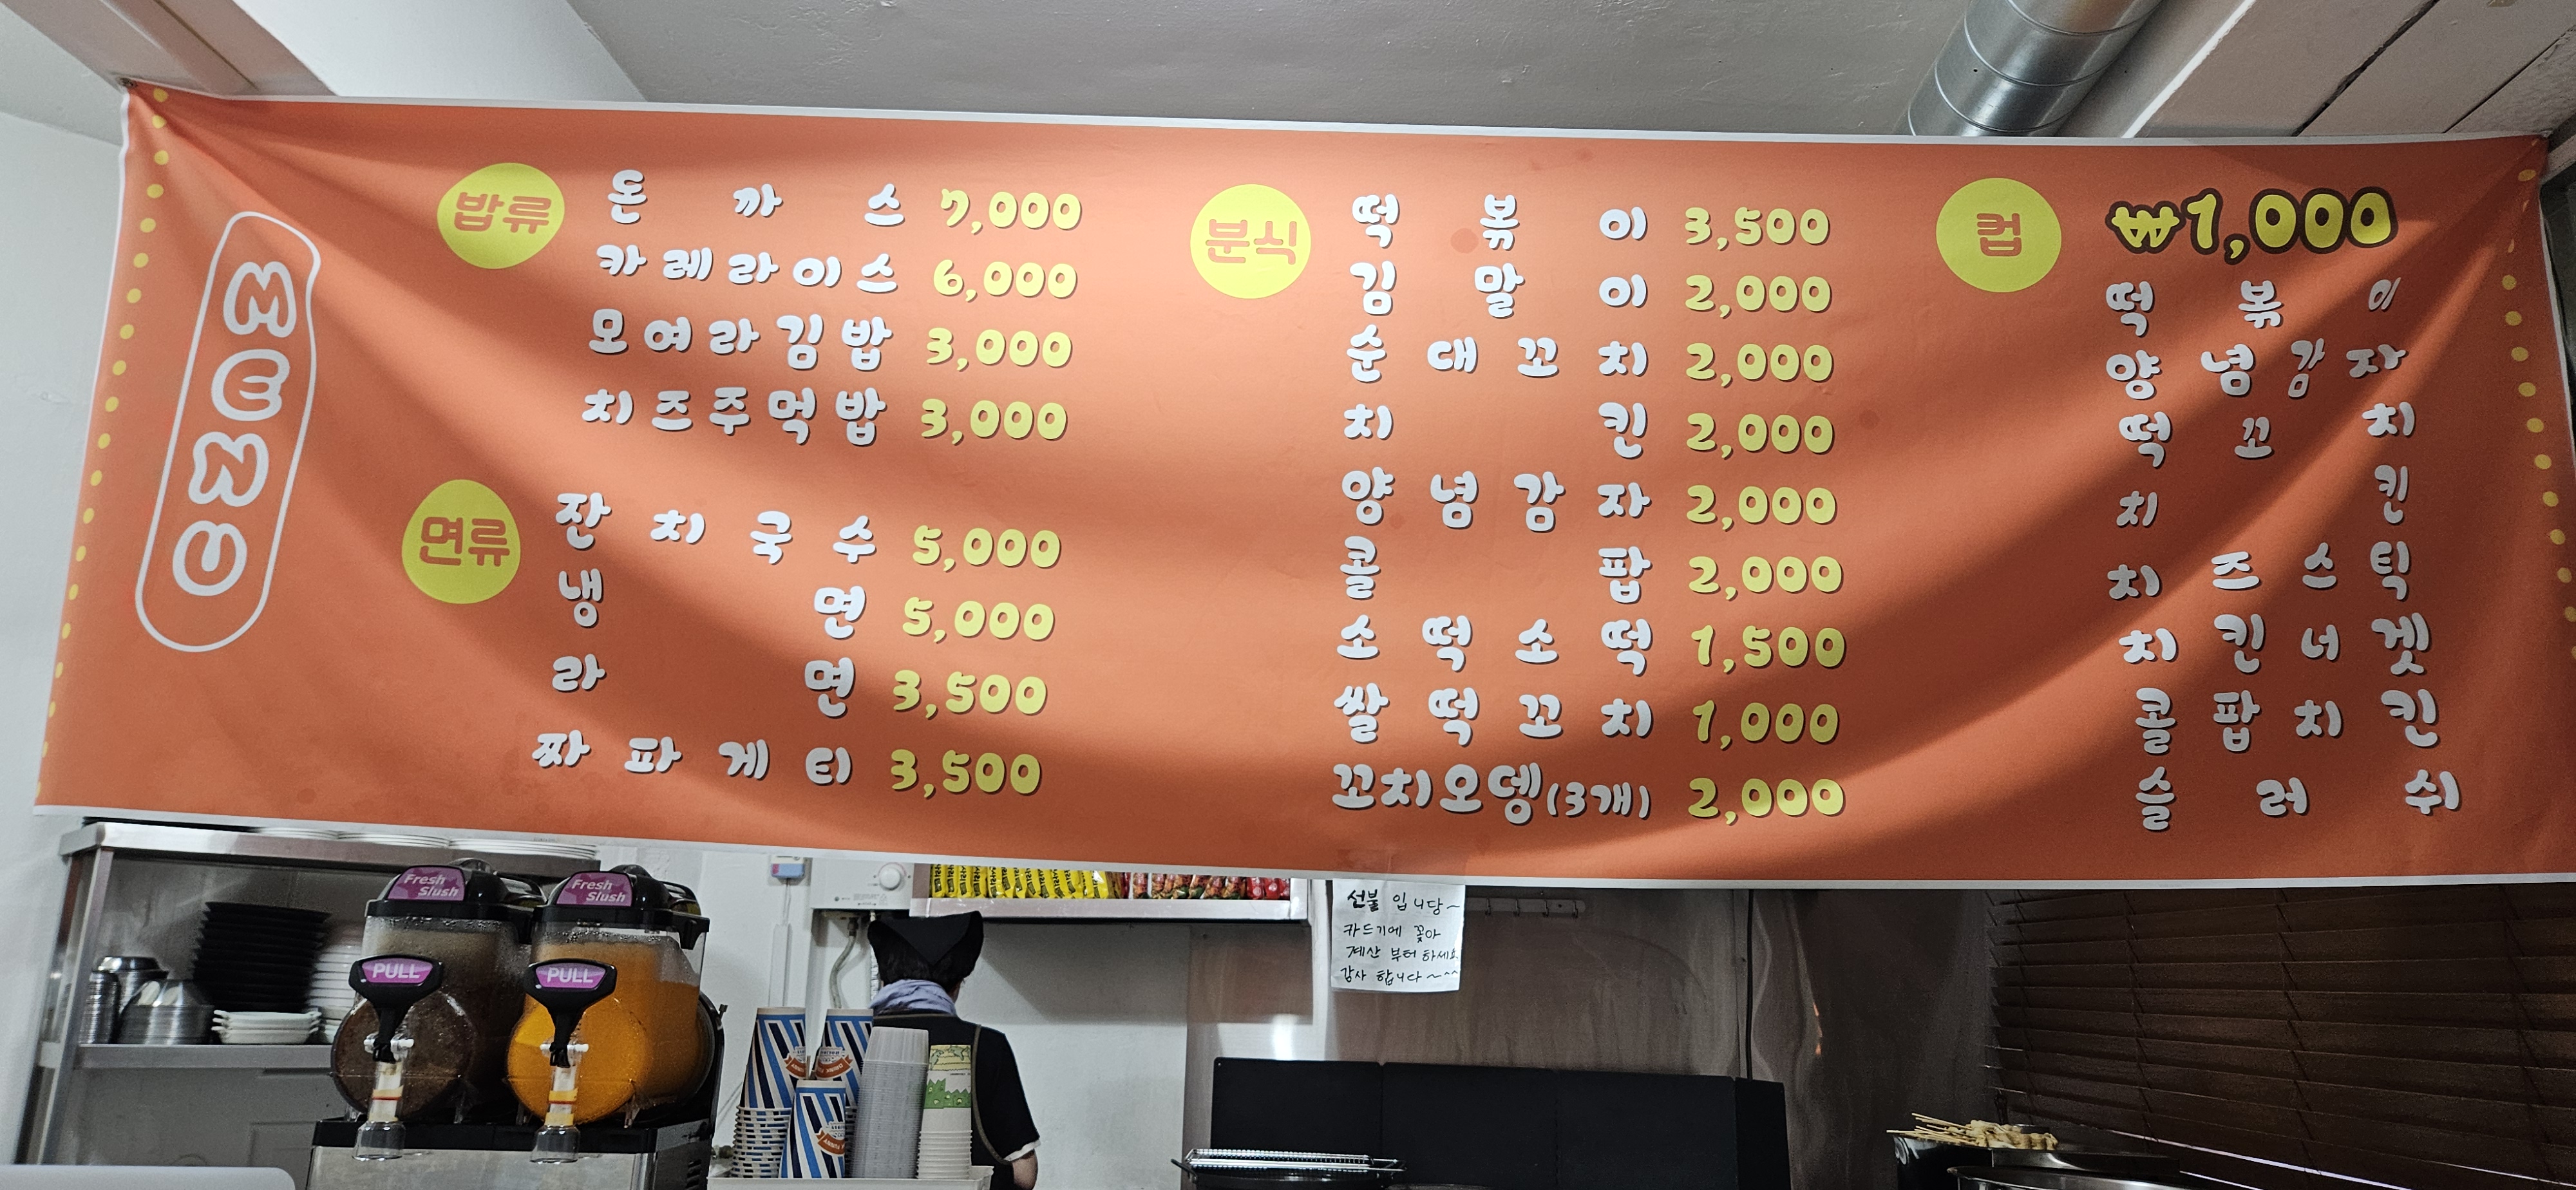 MENU
밥류
돈까스 7,000
카레라이스 6,000
모여라김밥 3,000
치즈주먹밥 3,000
면류
잔치국수 5,000
냉면 5,000
라면 3,500
짜파게티 3,500
분식
떡볶이 3,500
김말이 2,000
순대꼬치 2,000
치킨 2,000
양념감자 2,000
콜팝 2,000
소떡소떡 1,500
쌀떡꼬치 1,000
꼬치오뎅(3개) 2,000
컵 ₩1,000
떡볶이
양념감자
떡꼬치
치킨
치즈스틱
치킨너겟
콜팝치킨
슬러쉬
Fresh Slush
PULL
Fresh Slush
PULL
선불 입니당~
카드기에 꽃아
계산 부터 하세요
감사 합니다~^^